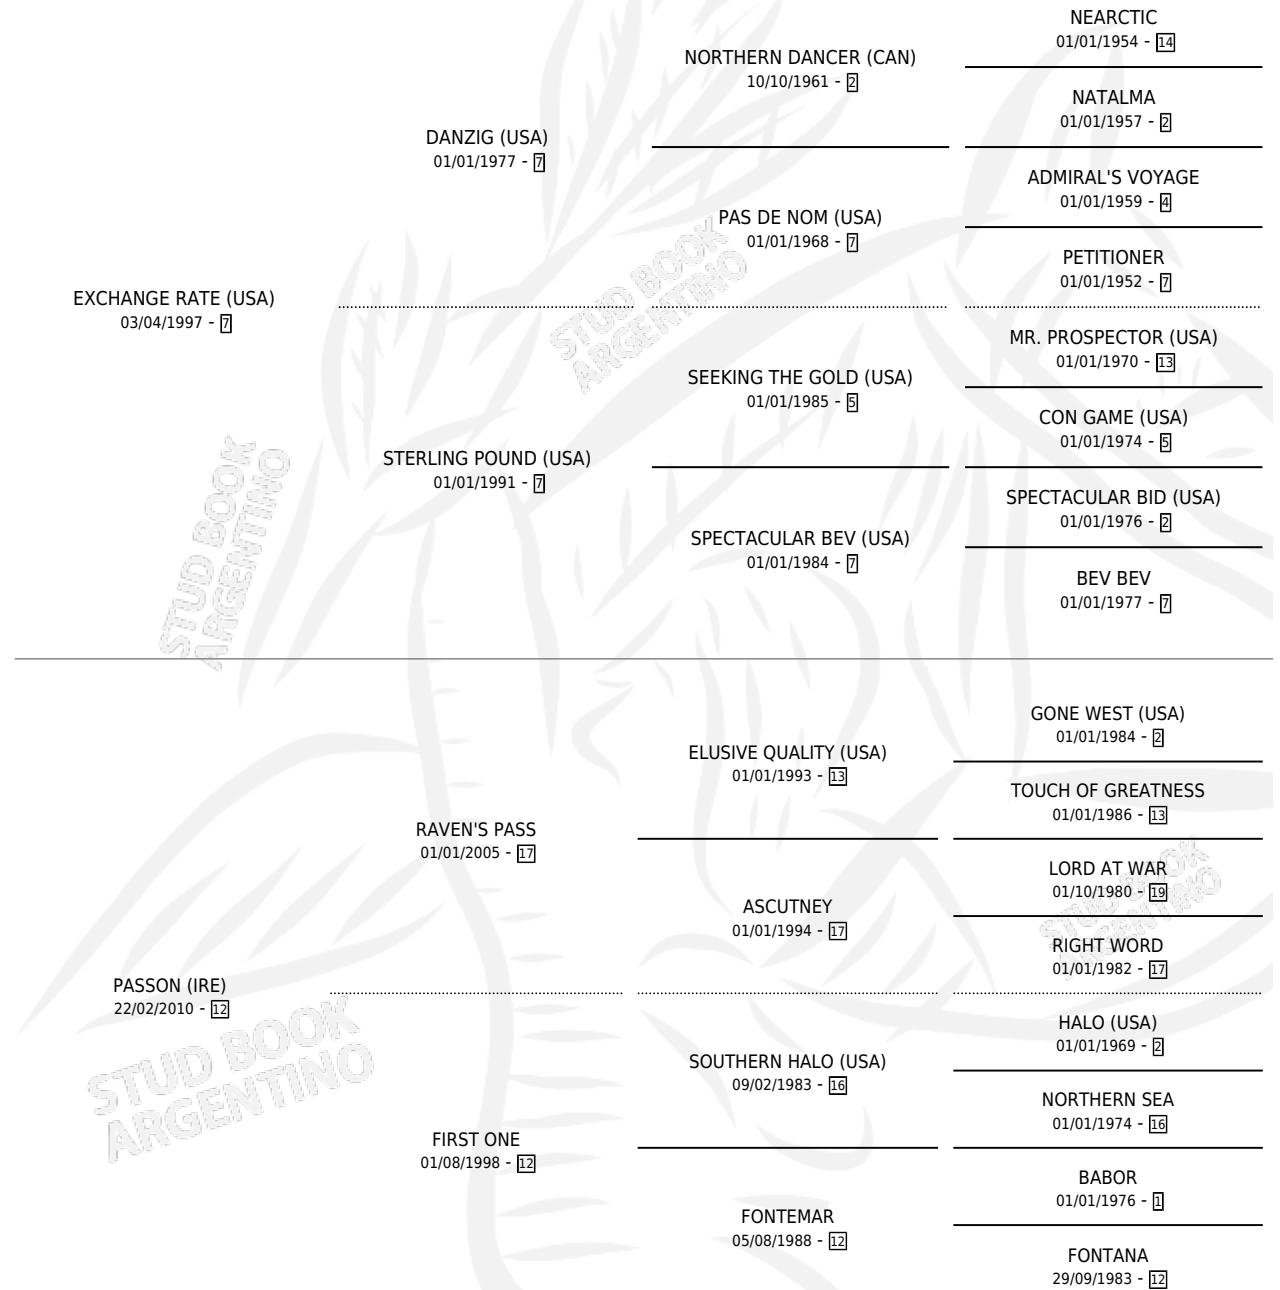 NEARCTIC
01/01/1954 - 14
NORTHERN DANCER (CAN)
10/10/1961 - 2
NATALMA
01/01/1957 - 2
DANZIG (USA)
01/01/1977 - 7
ADMIRAL'S VOYAGE
01/01/1959 - 4
PAS DE NOM (USA)
01/01/1968 - 7
PETITIONER
01/01/1952 - 7
STUD BOOK
ARGENTINO
EXCHANGE RATE (USA)
03/04/1997 - 7
MR. PROSPECTOR (USA)
01/01/1970 - 13
SEEKING THE GOLD (USA)
01/01/1985 - 5
CON GAME (USA)
01/01/1974 - 5
STERLING POUND (USA)
01/01/1991 - 7
SPECTACULAR BID (USA)
01/01/1976 - 2
SPECTACULAR BEV (USA)
01/01/1984 - 7
BEV BEV
01/01/1977 - 7
STUD BOOK
ARGENTINO
GONE WEST (USA)
01/01/1984 - 2
ELUSIVE QUALITY (USA)
01/01/1993 - 13
TOUCH OF GREATNESS
01/01/1986 - 13
RAVEN'S PASS
01/01/2005 - 17
LORD AT WAR
01/10/1980 - 19
ASCUTNEY
01/01/1994 - 17
RIGHT WORD
01/01/1982 - 17
STUD BOOK
ARGENTINO
PASSON (IRE)
22/02/2010 - 12
HALO (USA)
01/01/1969 - 2
SOUTHERN HALO (USA)
09/02/1983 - 16
NORTHERN SEA
01/01/1974 - 16
STUD BOOK
ARGENTINO
FIRST ONE
01/08/1998 - 12
BABOR
01/01/1976 - 1
FONTEMAR
05/08/1988 - 12
FONTANA
29/09/1983 - 12